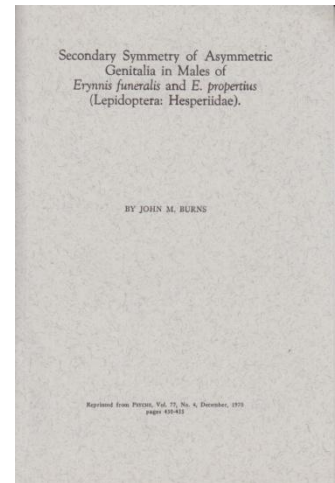 Secondary Symmetry of Asymmetric
Genitalia in Males of
Erynnis funeralis and E. propertius
(Lepidoptera: Hesperiidae).
BY JOHN M. BURNS
Reprinted from PSYCHE, Vol. 77, No. 4, December, 1970
pages